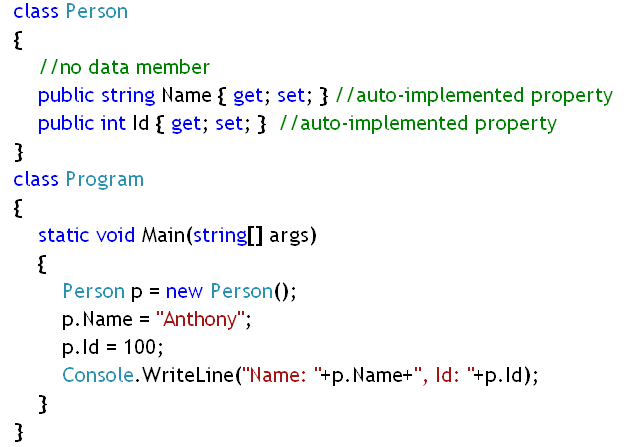 class Person
{
//no data member
public string Name { get; set; } //auto-implemented property
public int Id { get; set; }  //auto-implemented property
}
class Program
{
static void Main(string[] args)
{
Person p = new Person();
p.Name = "Anthony";
p.Id = 100;
Console.WriteLine("Name: "+p.Name+", Id: "+p.Id);
}
}